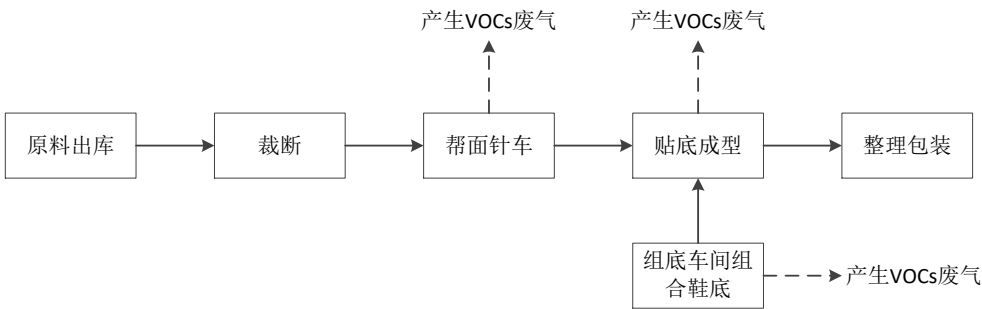 产生VOCs废气
产生VOCs废气
原料出库
裁断
帮面针车
贴底成型
整理包装
组底车间组
合鞋底
产生VOCs废气